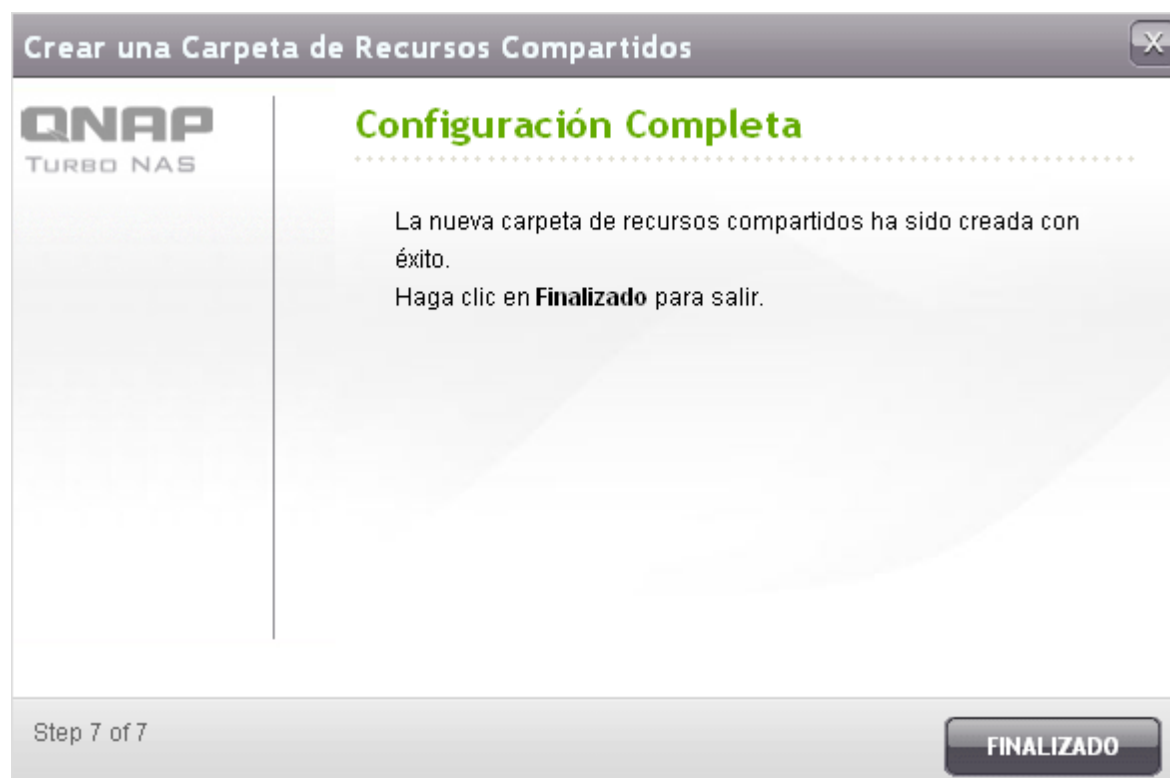 Crear una Carpeta de Recursos Compartidos
X
QNAP
TURBO NAS
Configuración Completa
La nueva carpeta de recursos compartidos ha sido creada con
éxito.
Haga clic en Finalizado para salir.
Step 7 of 7
FINALIZADO